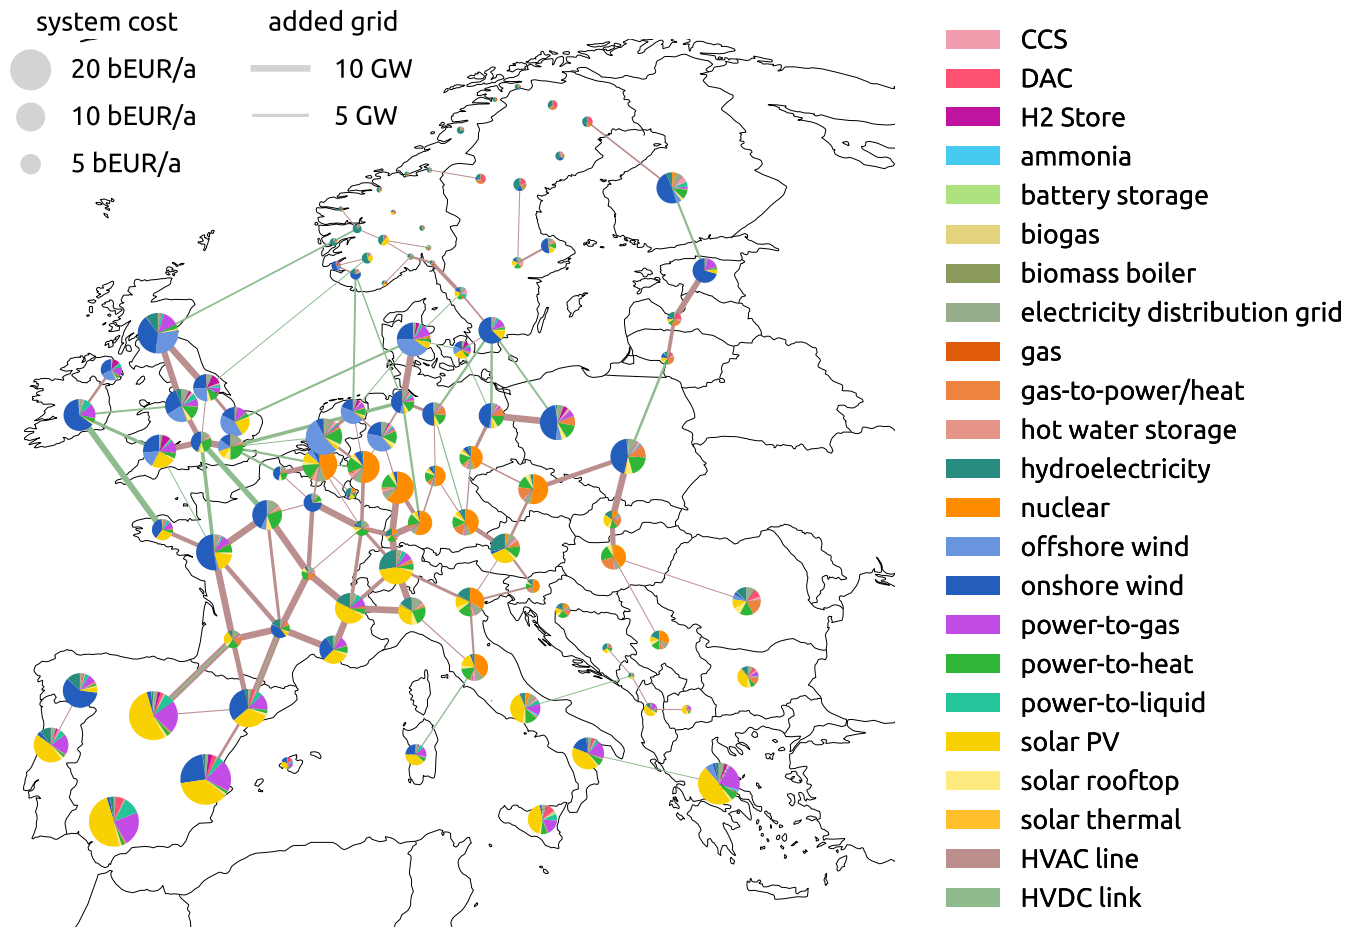 system cost
20 bEUR/a
10 bEUR/a
5 bEUR/a
added grid
10 GW
5 GW
CCS
DAC
H2 Store
ammonia
battery storage
biogas
biomass boiler
electricity distribution grid
gas
gas-to-power/heat
hot water storage
hydroelectricity
nuclear
offshore wind
onshore wind
power-to-gas
power-to-heat
power-to-liquid
solar PV
solar rooftop
solar thermal
HVAC line
HVDC link